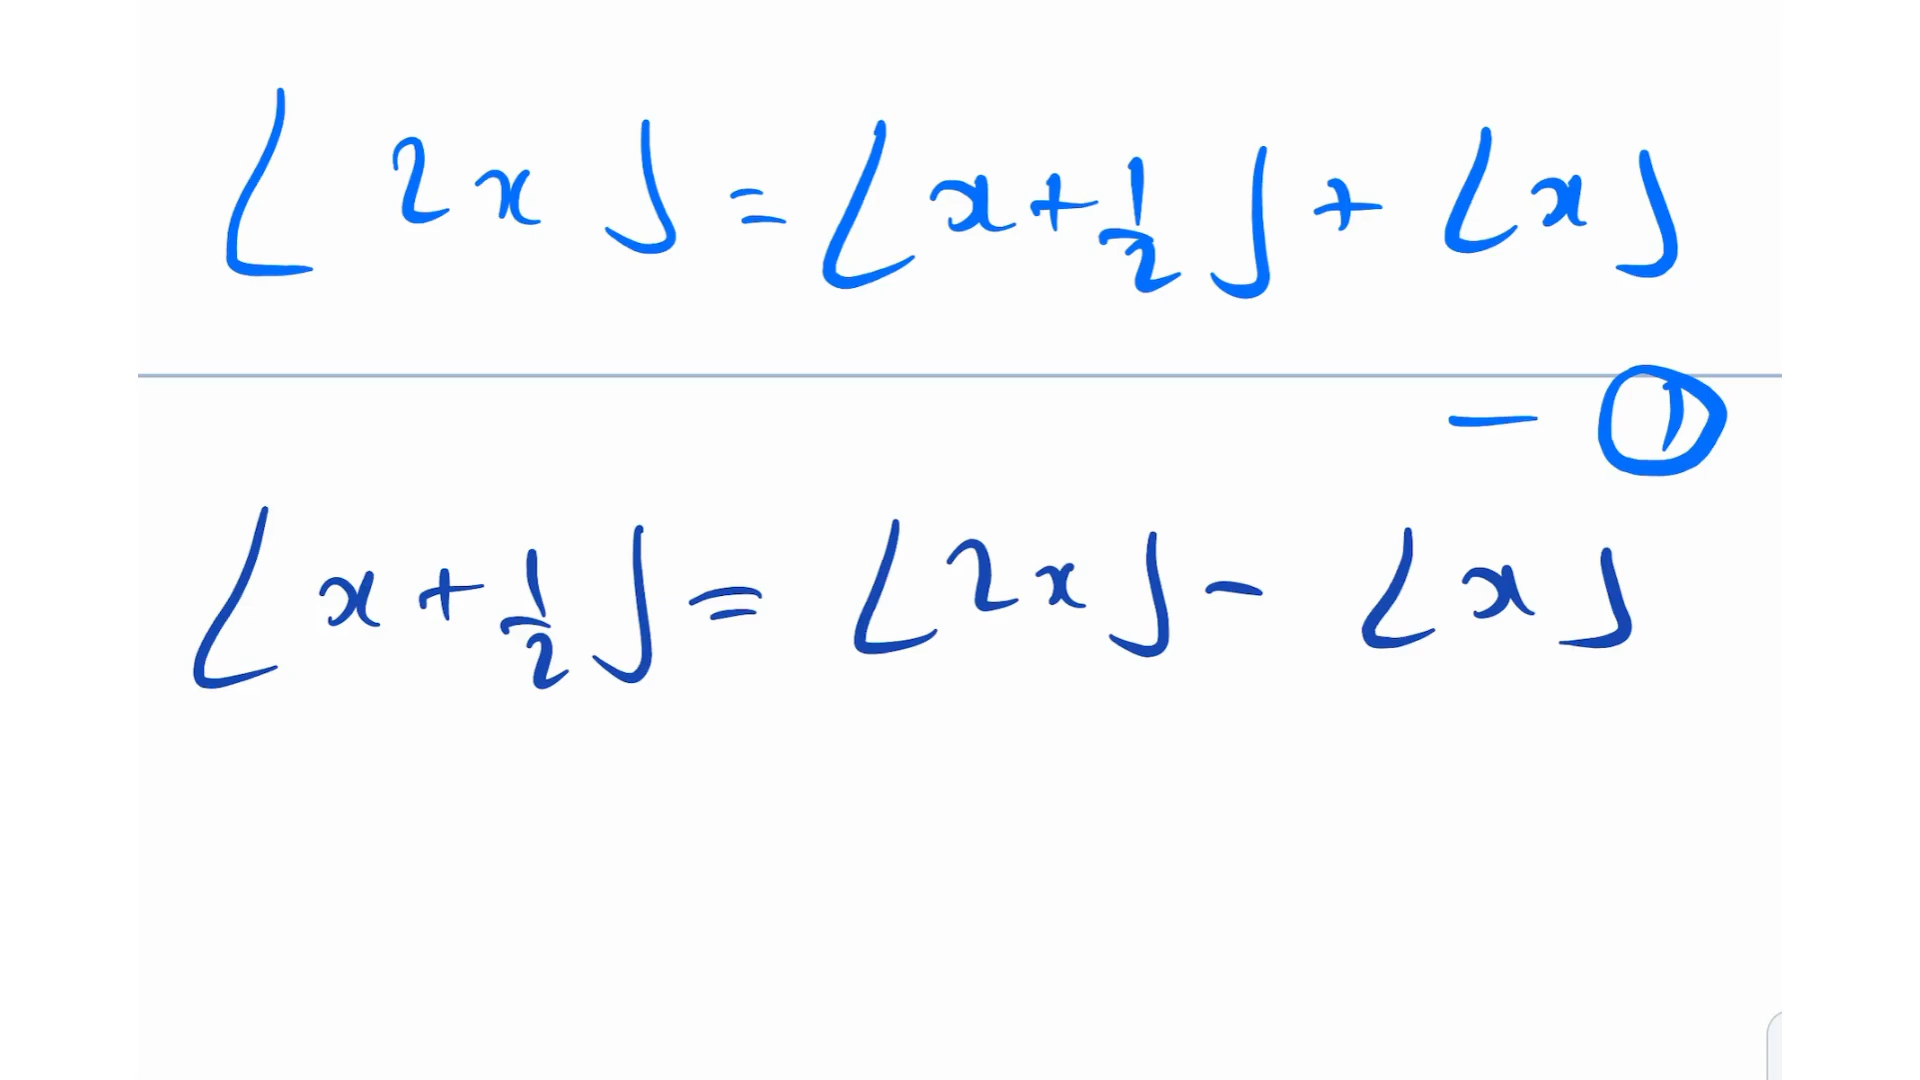 ⌊2x⌋ = ⌊x + 1/2⌋ + ⌊x⌋
— ①
⌊x + 1/2⌋ = ⌊2x⌋ - ⌊x⌋